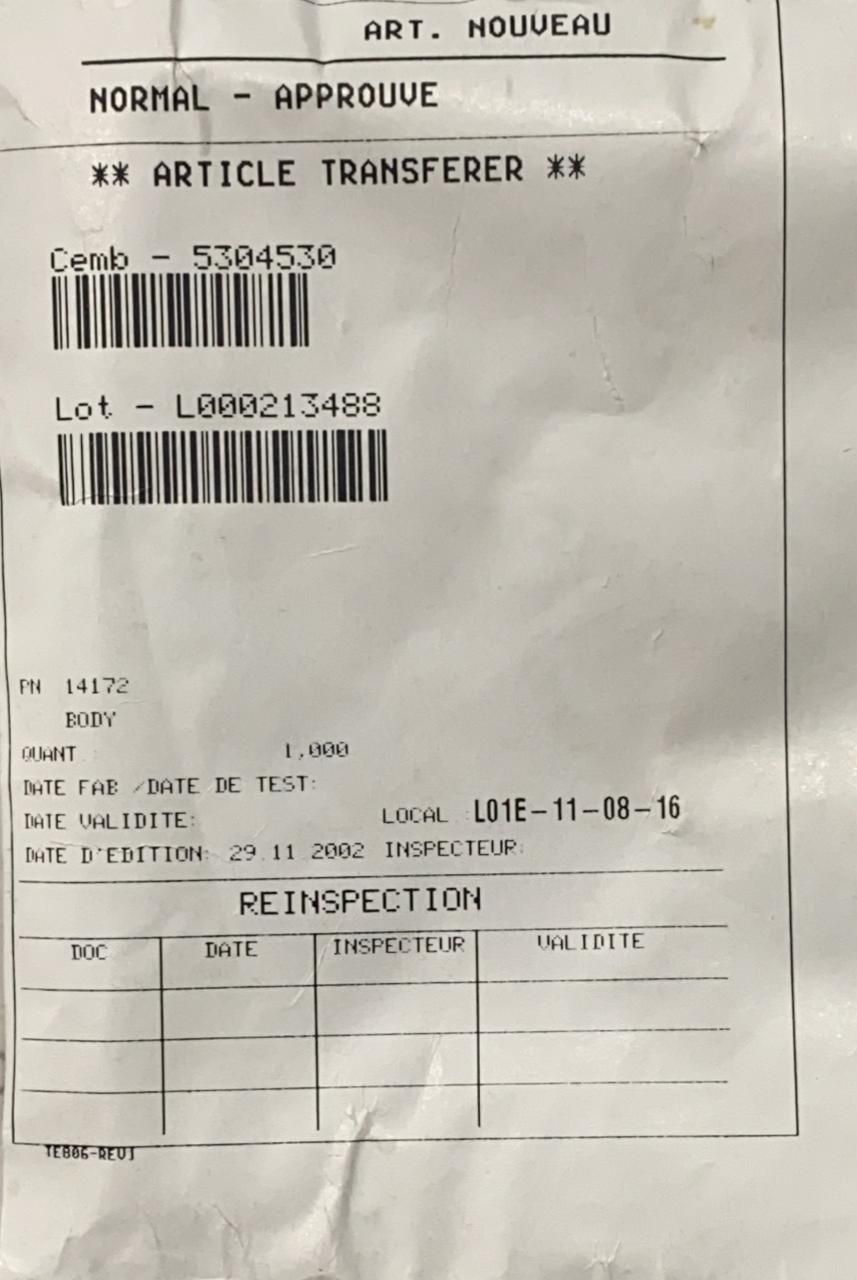 ART. NOUVEAU
NORMAL - APPROUVE
** ARTICLE TRANSFERER **
Cemb - 5304530
Lot - L000213488
PN 14172
BODY
QUANT : 1,000
DATE FAB /DATE DE TEST:
DATE VALIDITE: LOCAL : L01E-11-08-16
DATE D'EDITION: 29.11.2002 INSPECTEUR:
REINSPECTION
DOC DATE INSPECTEUR VALIDITE
TE806-REV1